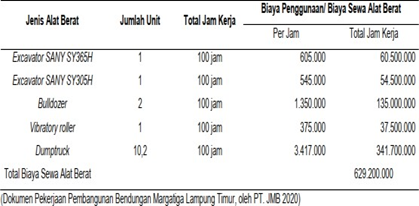 Jenis Alat Berat Jumlah Unit Total Jam Kerja Biaya Penggunaan/ Biaya Sewa Alat Berat
Per Jam Total Jam Kerja
Excavator SANY SY365H 1 100 jam 605.000 60.500.000
Excavator SANY SY305H 1 100 jam 545.000 54.500.000
Bulldozer 2 100 jam 1.350.000 135.000.000
Vibratory roller 1 100 jam 375.000 37.500.000
Dumptruck 10,2 100 jam 3.417.000 341.700.000
Total Biaya Sewa Alat Berat 629.200.000
(Dokumen Pekerjaan Pembangunan Bendungan Margatiga Lampung Timur, oleh PT. JMB 2020)